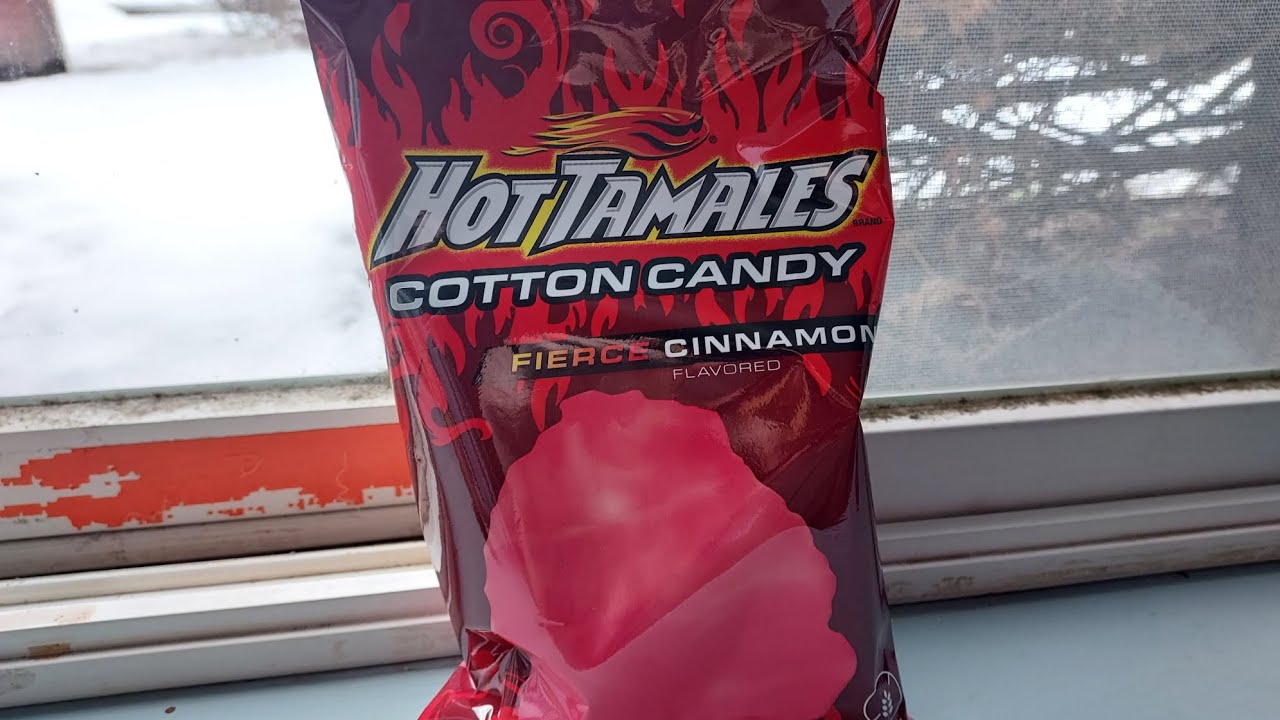 HOT TAMALES
®
BRAND
COTTON CANDY
FIERCE CINNAMON
FLAVORED